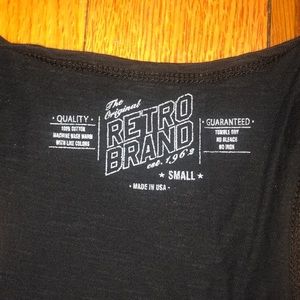 The Original
RETRO
BRAND
est. 1962
· QUALITY ·
100% COTTON
MACHINE WASH WARM
WITH LIKE COLORS
· GUARANTEED ·
TUMBLE DRY
NO BLEACH
NO IRON
★ SMALL ★
· MADE IN USA ·